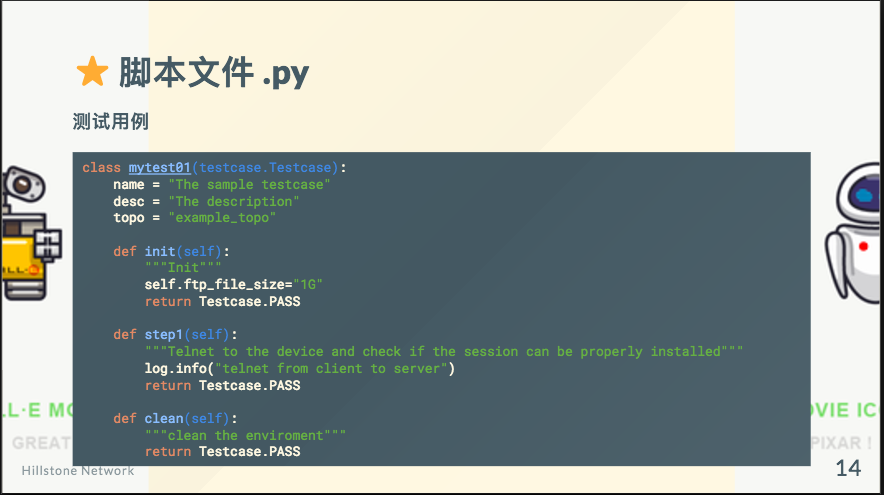 脚本文件 .py
测试用例
class mytest01(testcase.Testcase):
    name = "The sample testcase"
    desc = "The description"
    topo = "example_topo"
    def init(self):
        """Init"""
        self.ftp_file_size="1G"
        return Testcase.PASS
    def step1(self):
        """Telnet to the device and check if the session can be properly installed"""
        log.info("telnet from client to server")
        return Testcase.PASS
    def clean(self):
        """clean the enviroment"""
        return Testcase.PASS
LL·E MO
OVIE IC
GREAT
PIXAR !
Hillstone Network
14